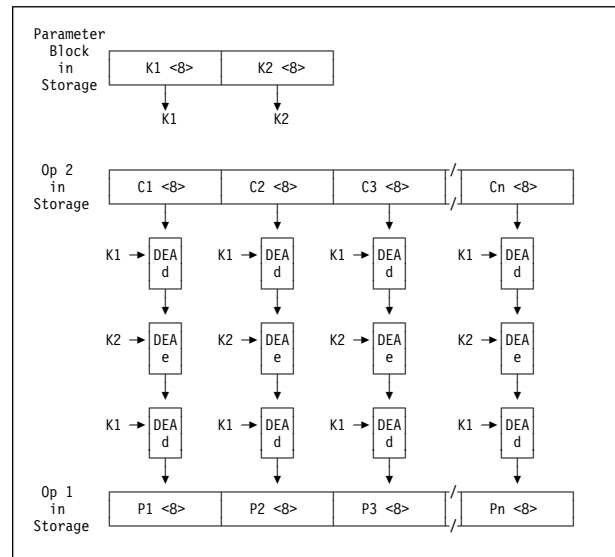 Parameter
Block
in
Storage
K1 <8> K2 <8>
K1 K2
Op 2
in
Storage
C1 <8> C2 <8> C3 <8> / / Cn <8>
K1 DEA d K1 DEA d K1 DEA d K1 DEA d
K2 DEA e K2 DEA e K2 DEA e K2 DEA e
K1 DEA d K1 DEA d K1 DEA d K1 DEA d
Op 1
in
Storage
P1 <8> P2 <8> P3 <8> / / Pn <8>